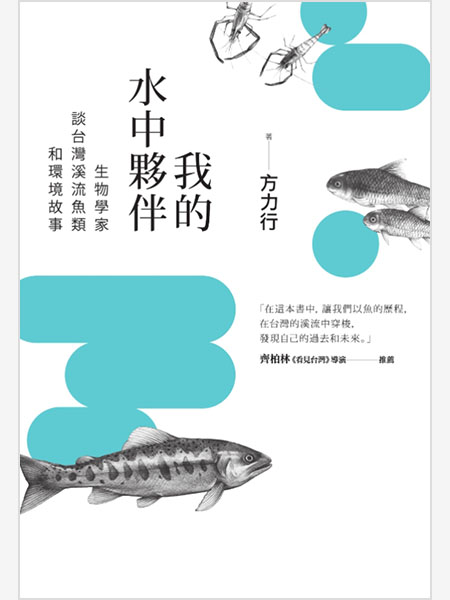 我的
水中夥伴
生物學家
談台灣溪流魚類
和環境故事
著
方力行
「在這本書中，讓我們以魚的歷程，
在台灣的溪流中穿梭，
發現自己的過去和未來。」
齊柏林《看見台灣》導演────推薦